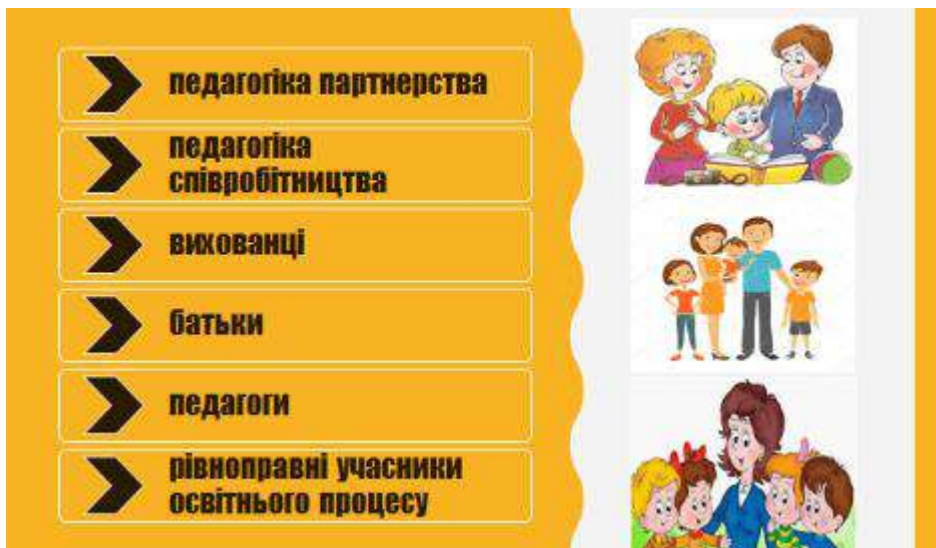 педагогіка партнерства
педагогіка
співробітництва
вихованці
батьки
педагоги
рівноправні учасники
освітнього процесу